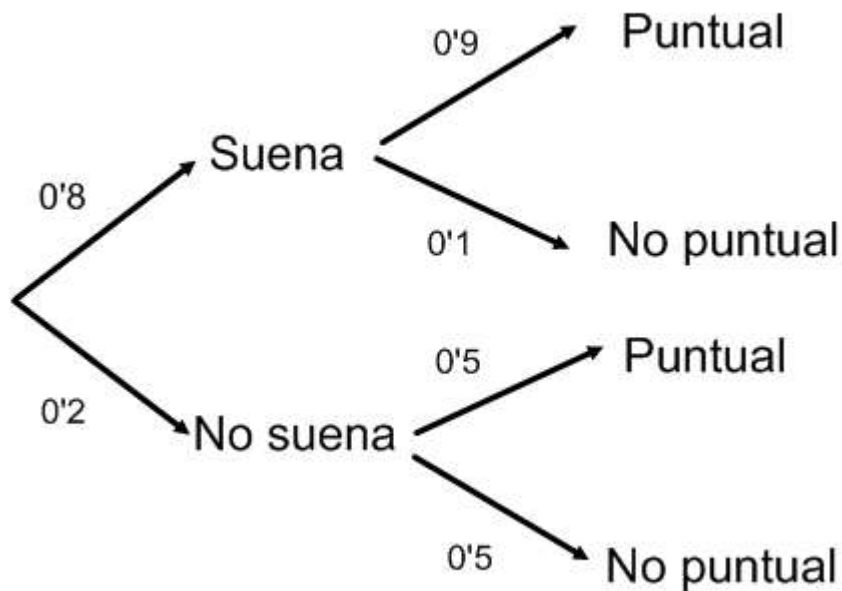 0'9
Puntual
Suena
0'8
0'1
No puntual
0'5
Puntual
0'2
No suena
0'5
No puntual